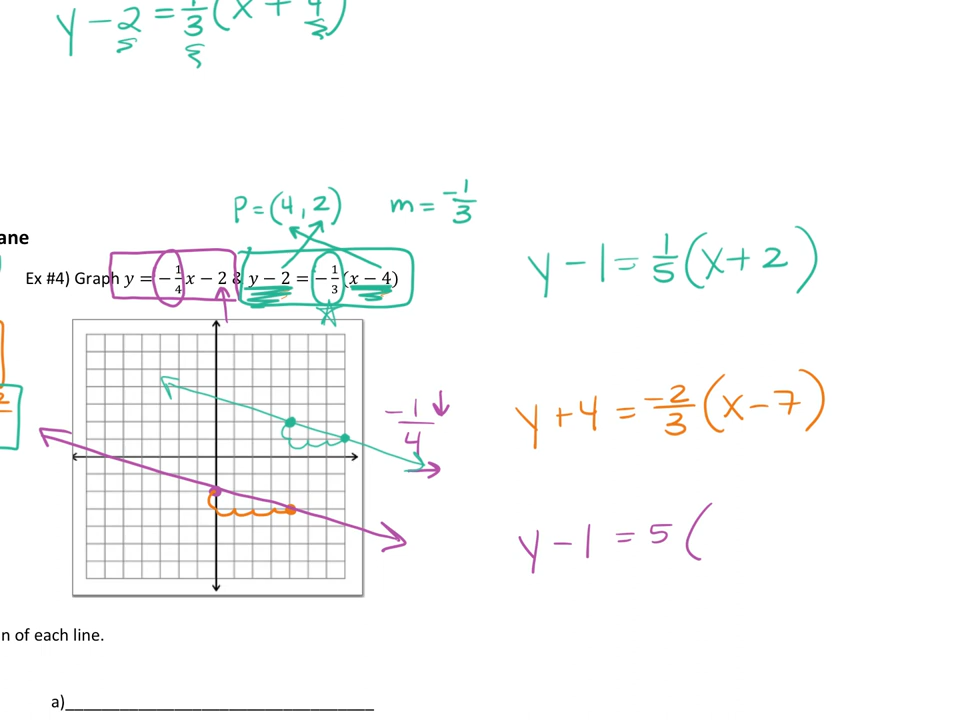 y − 2 = 1/3 (x + 4)
P = (4, 2) m = -1/3
ane
Ex #4) Graph y = −1/4 x − 2 & y − 2 = −1/3 (x − 4)
y − 1 = 1/5 (x + 2)
-1/4 ↓
y + 4 = -2/3 (x − 7)
y − 1 = 5 (
n of each line.
a)